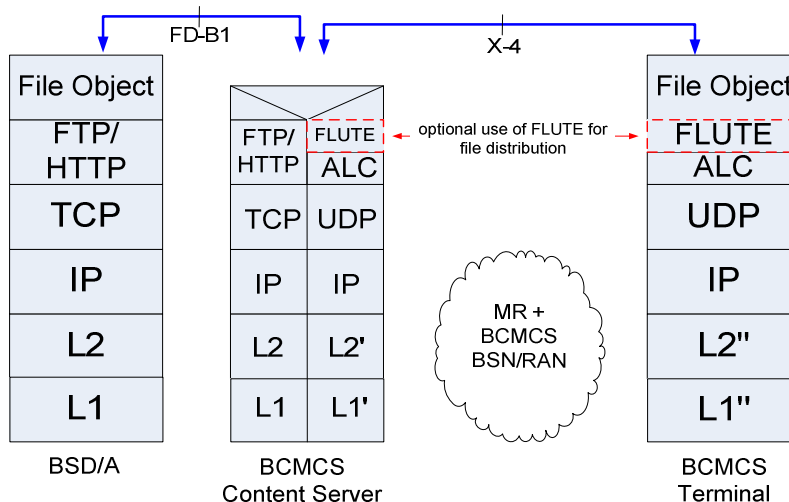 FD-B1
X-4
File Object
FTP/
HTTP
TCP
IP
L2
L1
BSD/A
FTP/
HTTP
TCP
IP
L2
L1
FLUTE
ALC
UDP
IP
L2'
L1'
BCMCS
Content Server
optional use of FLUTE for
file distribution
MR +
BCMCS
BSN/RAN
File Object
FLUTE
ALC
UDP
IP
L2"
L1"
BCMCS
Terminal